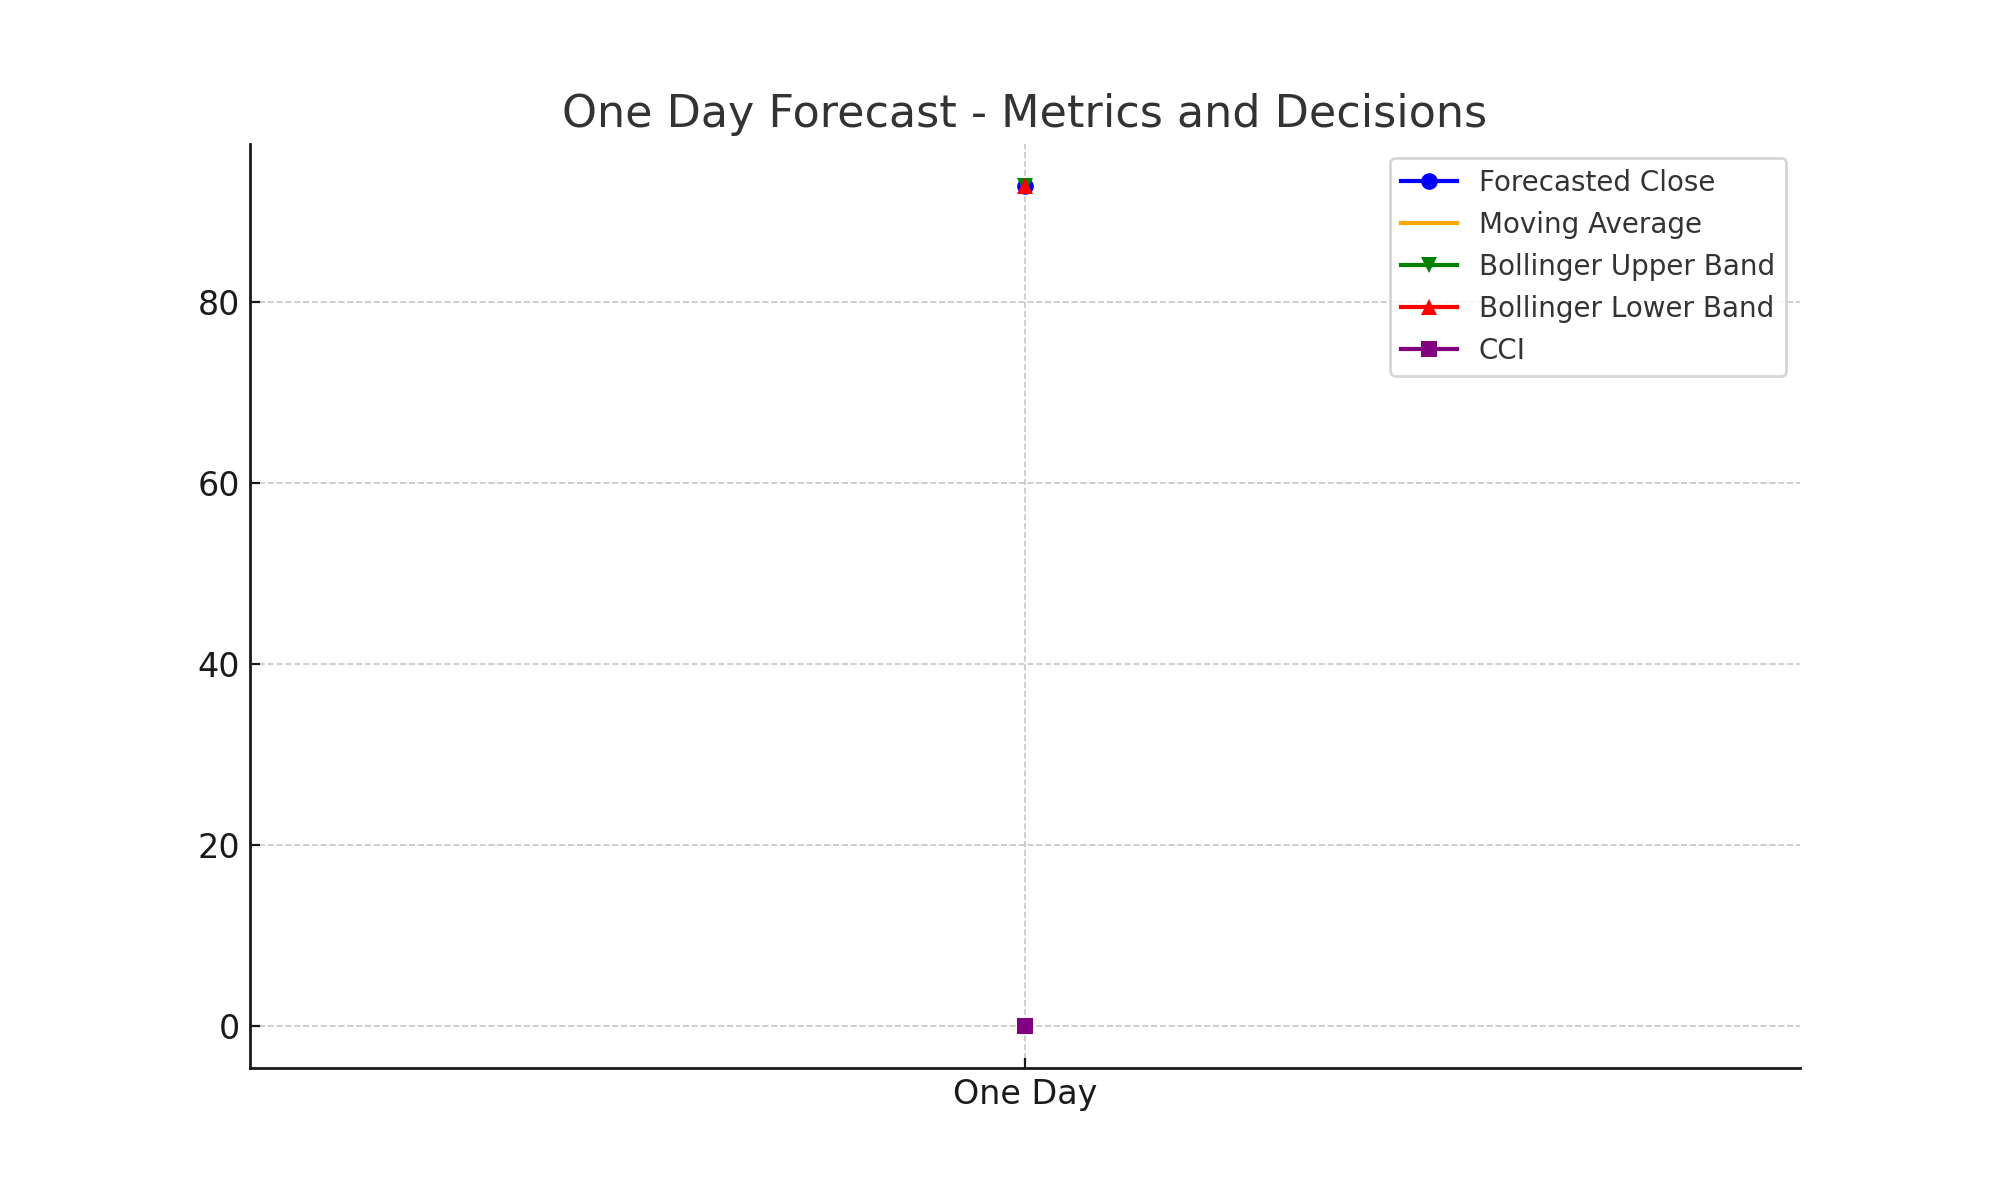 One Day Forecast - Metrics and Decisions
Forecasted Close
Moving Average
Bollinger Upper Band
Bollinger Lower Band
CCI
80
60
40
20
0
One Day